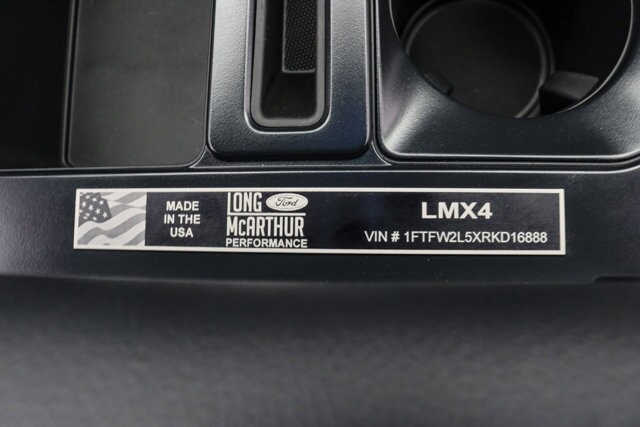 MADE
IN THE
USA
LONG Ford
McARTHUR
PERFORMANCE
LMX4
VIN # 1FTFW2L5XRKD16888